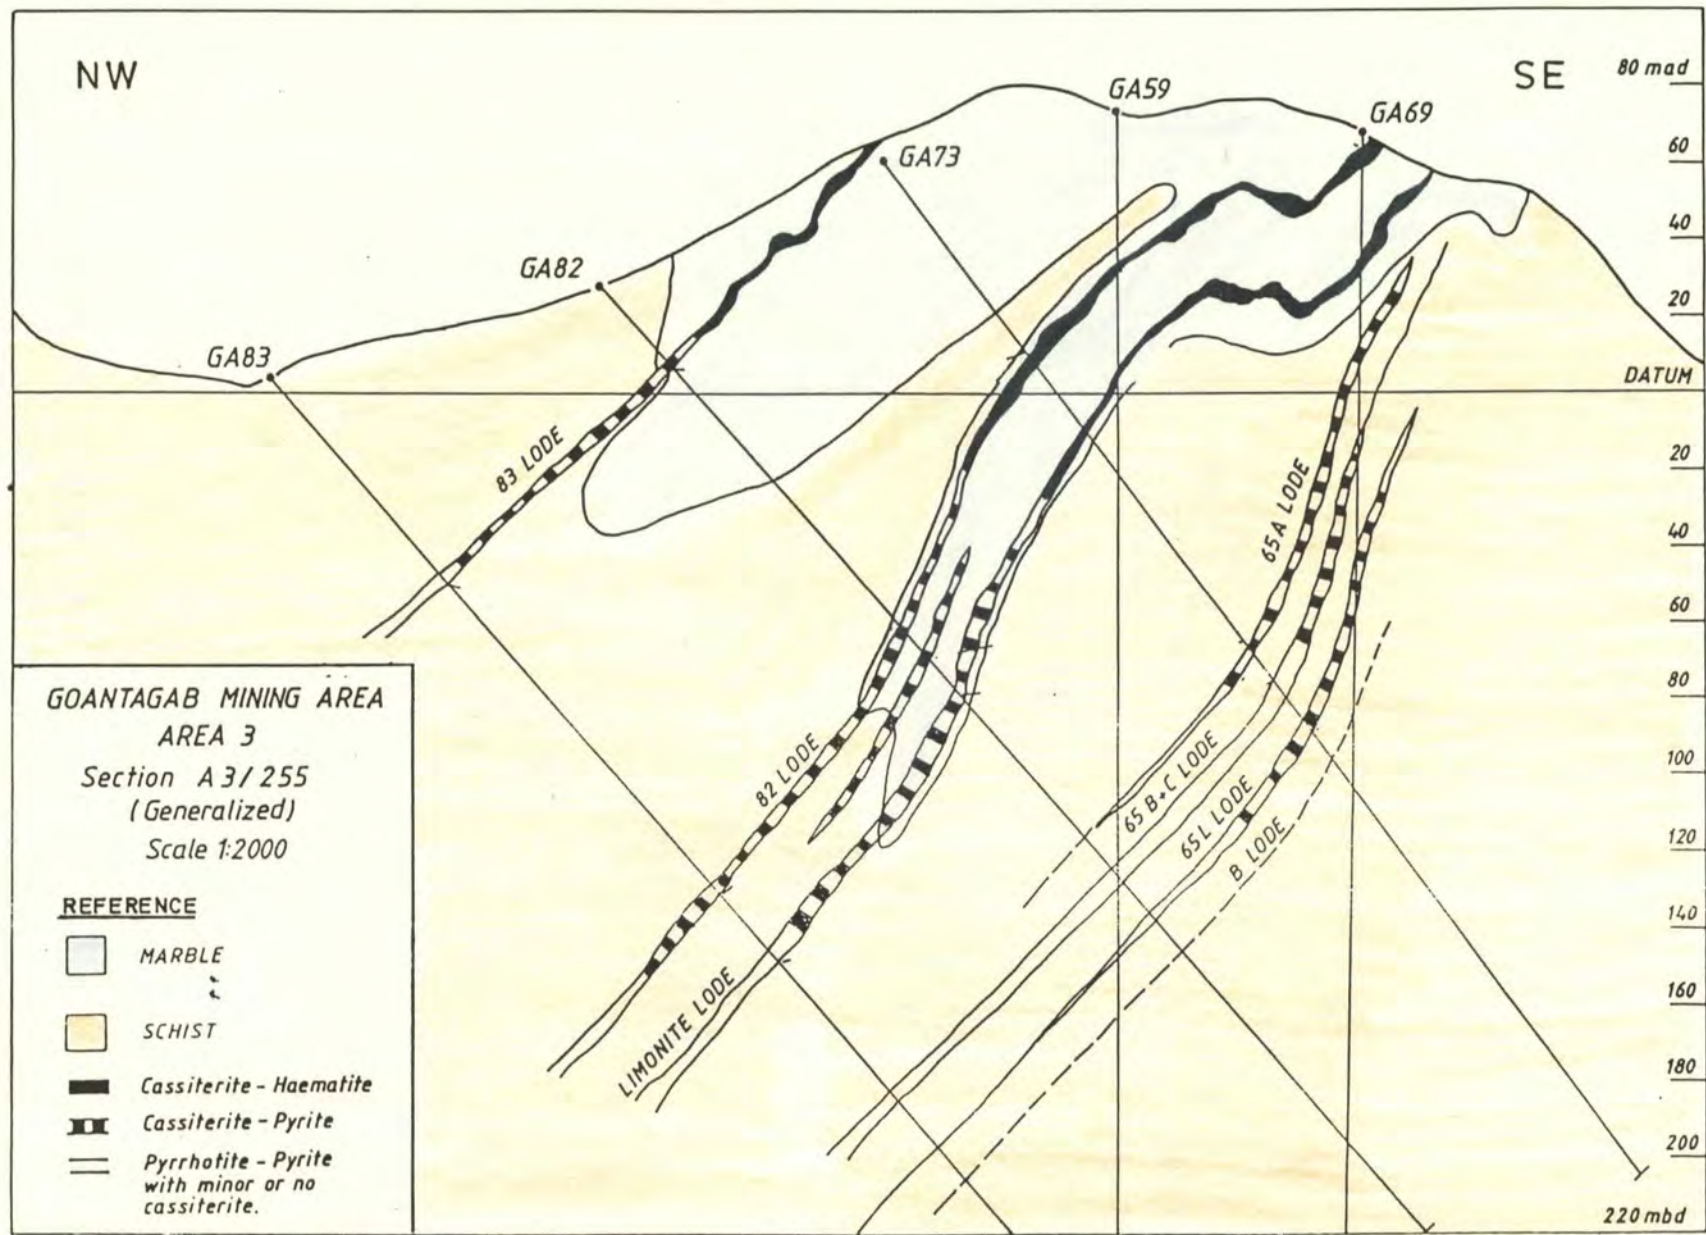 NW
SE
80 mad
GA59
GA69
GA73
60
40
GA82
20
GA83
DATUM
83 LODE
20
65A LODE
40
60
80
82 LODE
65 B+C LODE
100
65L LODE
B LODE
120
140
LIMONITE LODE
160
180
200
220 mbd
GOANTAGAB MINING AREA
AREA 3
Section A 3/255
(Generalized)
Scale 1:2000
REFERENCE
MARBLE
SCHIST
Cassiterite - Haematite
Cassiterite - Pyrite
Pyrrhotite - Pyrite
with minor or no
cassiterite.